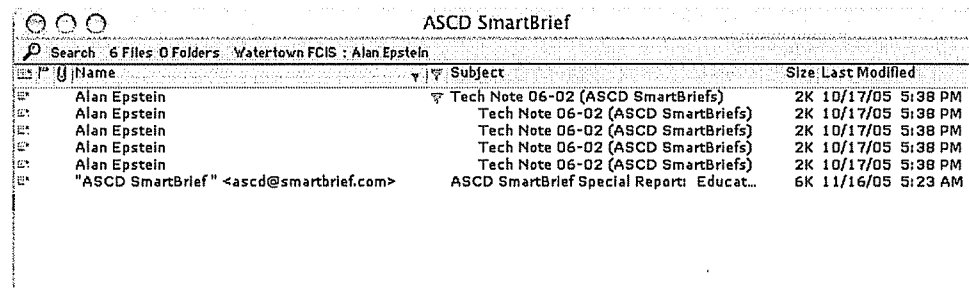 ASCD SmartBrief
Search 6 Files 0 Folders Watertown FCIS : Alan Epstein
Name Subject Size Last Modified
Alan Epstein Tech Note 06-02 (ASCD SmartBriefs) 2K 10/17/05 5:38 PM
Alan Epstein Tech Note 06-02 (ASCD SmartBriefs) 2K 10/17/05 5:38 PM
Alan Epstein Tech Note 06-02 (ASCD SmartBriefs) 2K 10/17/05 5:38 PM
Alan Epstein Tech Note 06-02 (ASCD SmartBriefs) 2K 10/17/05 5:38 PM
Alan Epstein Tech Note 06-02 (ASCD SmartBriefs) 2K 10/17/05 5:38 PM
"ASCD SmartBrief" <ascd@smartbrief.com> ASCD SmartBrief Special Report: Educat... 6K 11/16/05 5:23 AM